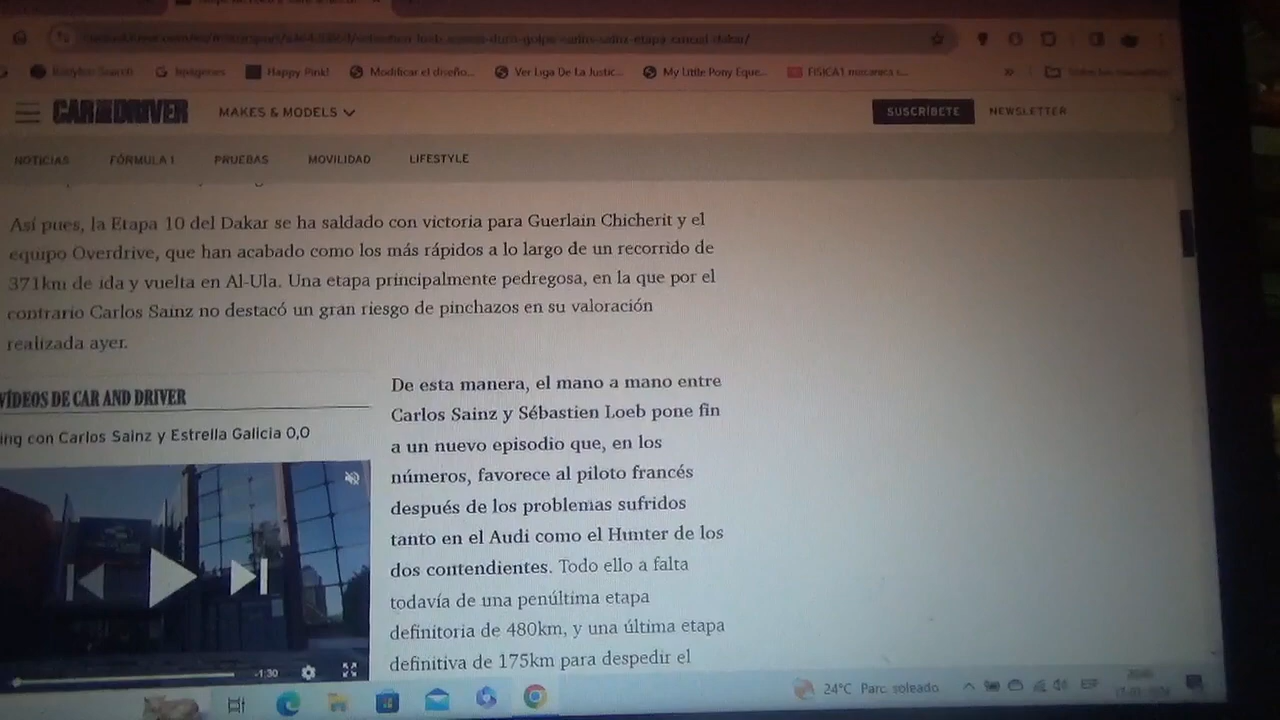 Imágenes
Happy Pink!
Modificar el diseño...
Ver Liga De La Justic...
My Little Pony Eque...
CAR AND DRIVER
MAKES & MODELS
SUSCRÍBETE
NEWSLETTER
NOTICIAS
FÓRMULA 1
PRUEBAS
MOVILIDAD
LIFESTYLE
Así pues, la Etapa 10 del Dakar se ha saldado con victoria para Guerlain Chicherit y el
equipo Overdrive, que han acabado como los más rápidos a lo largo de un recorrido de
371km de ida y vuelta en Al-Ula. Una etapa principalmente pedregosa, en la que por el
contrario Carlos Sainz no destacó un gran riesgo de pinchazos en su valoración
realizada ayer.
VÍDEOS DE CAR AND DRIVER
ing con Carlos Sainz y Estrella Galicia 0,0
-1:30
De esta manera, el mano a mano entre
Carlos Sainz y Sébastien Loeb pone fin
a un nuevo episodio que, en los
números, favorece al piloto francés
después de los problemas sufridos
tanto en el Audi como el Hunter de los
dos contendientes. Todo ello a falta
todavía de una penúltima etapa
definitoria de 480km, y una última etapa
definitiva de 175km para despedir el
24°C Parc. soleado
ESP